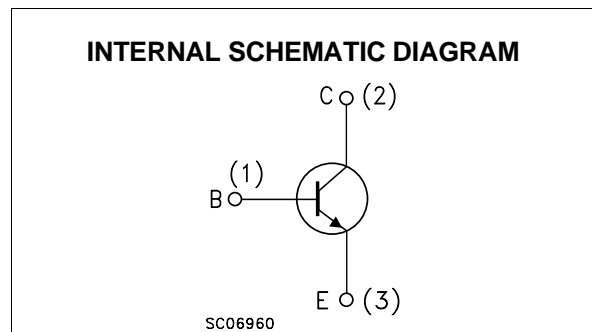 INTERNAL SCHEMATIC DIAGRAM
C (2)
(1)
B
E (3)
SC06960